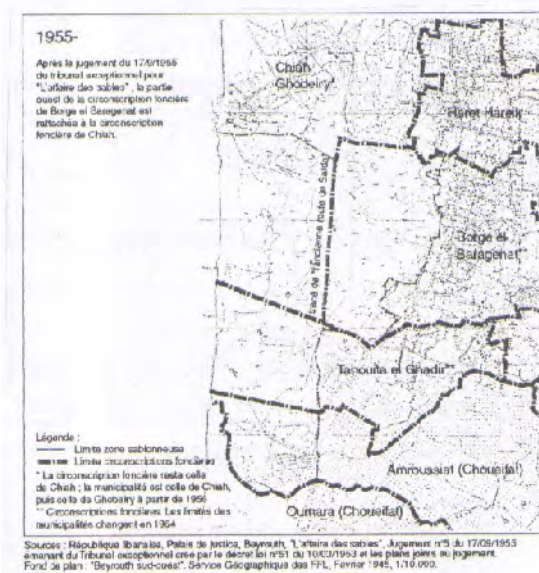 1955-
Après le jugement du 17/9/1955
du tribunal exceptionnel pour
"L'affaire des sables", la partie
ouest de la circonscription foncière
de Borge el Baragenat est
rattachée à la circonscription
foncière de Chiah.
Chiah
Ghobeiry*
Haret Hareik
Tracé de l'ancienne route de Saïda
Borge el
Baragenat
Tahouita el Ghadir**
Amroussiat (Choueifat)
Oumara (Choueifat)
Légende :
Limite zone sablonneuse
Limite circonscriptions foncières
* La circonscription foncière reste celle
de Chiah ; la municipalité est celle de Chiah,
puis celle de Ghobeiry à partir de 1956
** Circonscriptions foncières. Les limites des
municipalités changent en 1964
Sources : République libanaise, Palais de justice, Beyrouth, "L'affaire des sables", Jugement n°5 du 17/09/1955
émanant du Tribunal exceptionnel créé par le décret loi n°51 du 10/03/1953 et les plans joints au jugement.
Fond de plan : "Beyrouth sud-ouest", Service Géographique des FFL, Février 1945, 1/10.000.